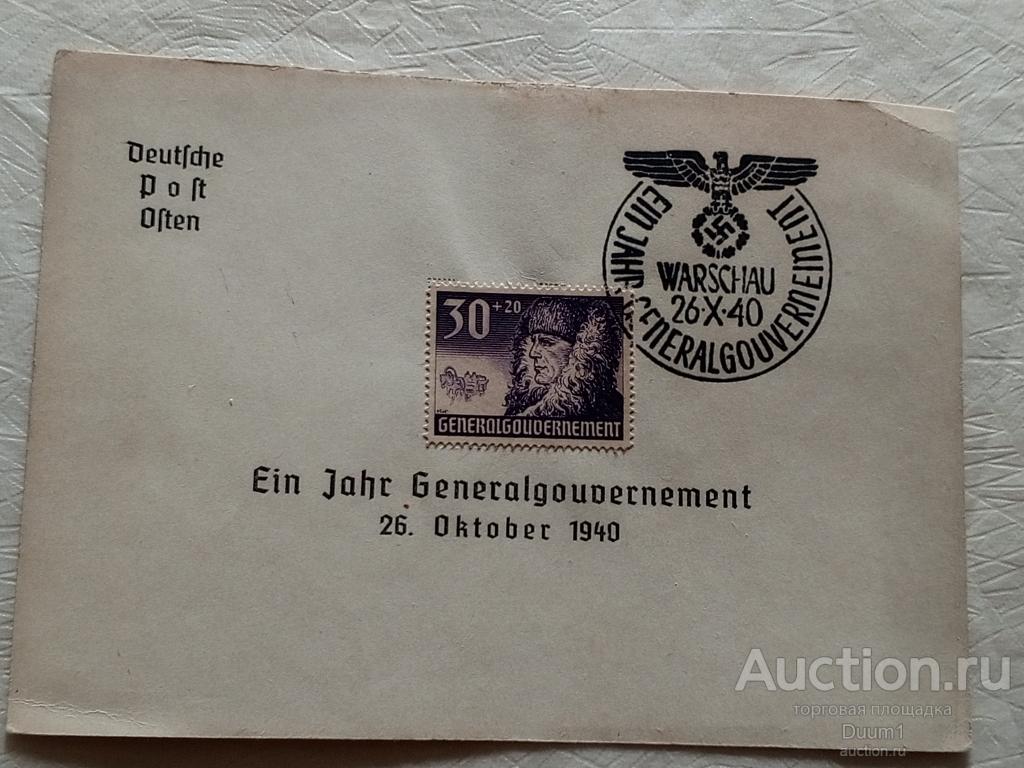 Deutſche
Poſt
Oſten
EIN JAHR GENERALGOUVERNEMENT
WARSCHAU
26·X·40
30+20
GENERALGOUVERNEMENT
Ein Jahr Generalgouvernement
26. Oktober 1940
Auction.ru
торговая площадка
Duum1
auction.ru